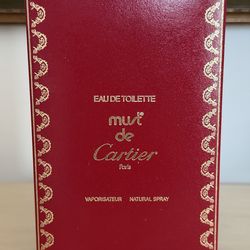 EAU DE TOILETTE
must
de
Cartier
Paris
VAPORISATEUR NATURAL SPRAY